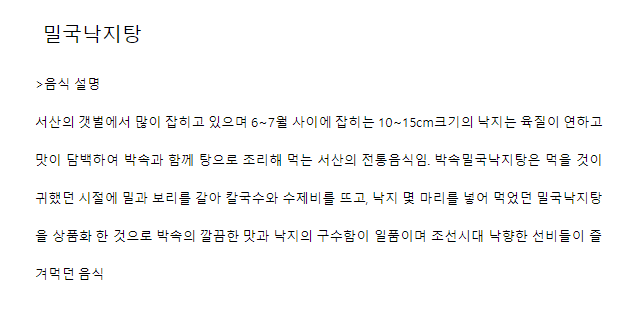 밀국낙지탕
>음식 설명
서산의 갯벌에서 많이 잡히고 있으며 6~7월 사이에 잡히는 10~15cm크기의 낙지는 육질이 연하고
맛이 담백하여 박속과 함께 탕으로 조리해 먹는 서산의 전통음식임. 박속밀국낙지탕은 먹을 것이
귀했던 시절에 밀과 보리를 갈아 칼국수와 수제비를 뜨고, 낙지 몇 마리를 넣어 먹었던 밀국낙지탕
을 상품화 한 것으로 박속의 깔끔한 맛과 낙지의 구수함이 일품이며 조선시대 낙향한 선비들이 즐
겨먹던 음식